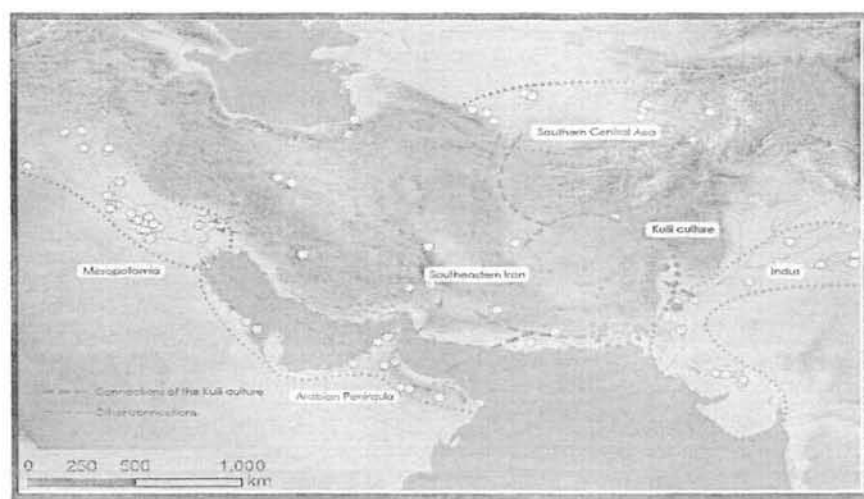 Southern Central Asia
Kulli culture
Mesopotamia
Southeastern Iran
Indus
Connections of the Kulli culture
Arabian Peninsula
Other connections
0 250 500 1,000
km